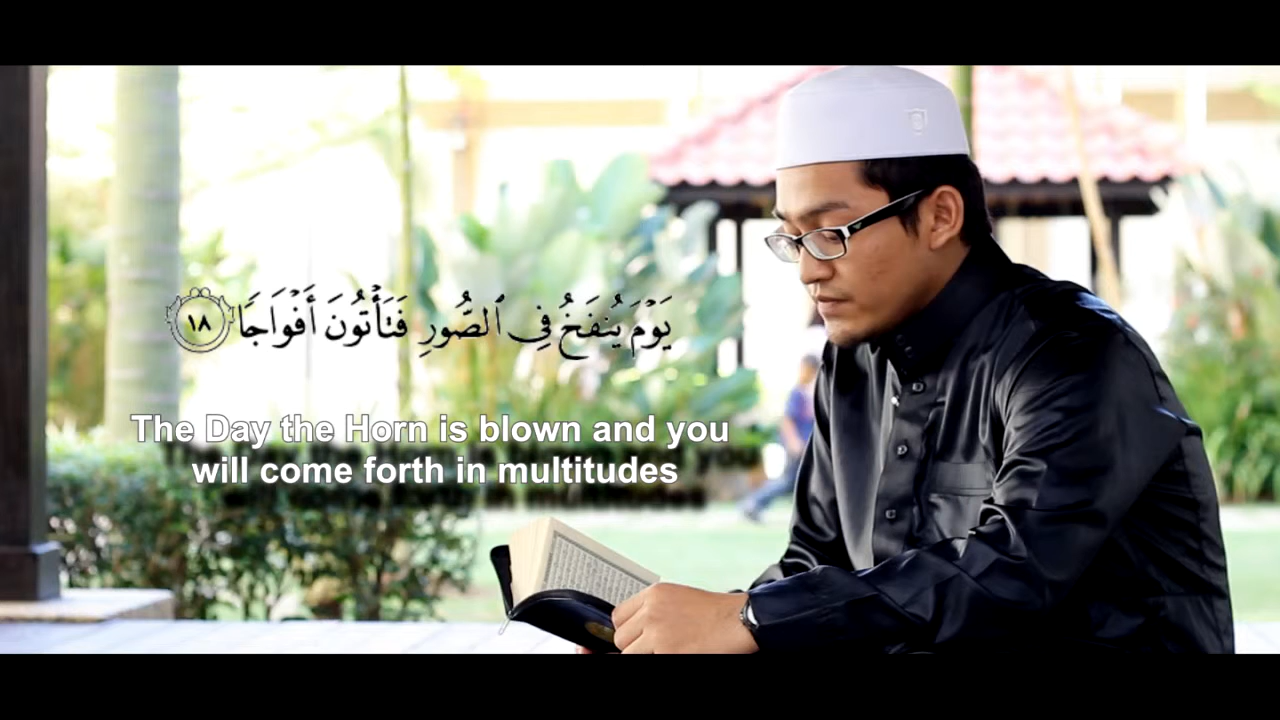 يَوْمَ يُنفَخُ فِي ٱلصُّورِ فَتَأْتُونَ أَفْوَاجًا ١٨
The Day the Horn is blown and you
will come forth in multitudes